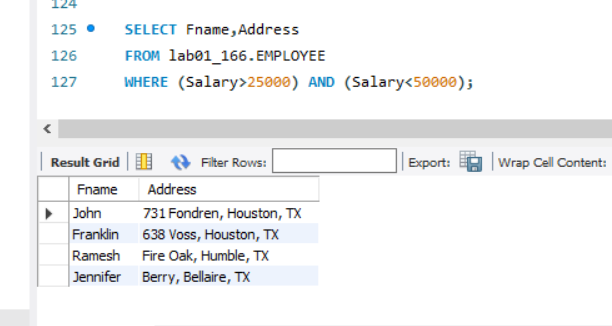 124
125 SELECT Fname,Address
126 FROM lab01_166.EMPLOYEE
127 WHERE (Salary>25000) AND (Salary<50000);
Result Grid Filter Rows: Export: Wrap Cell Content:
Fname Address
John 731 Fondren, Houston, TX
Franklin 638 Voss, Houston, TX
Ramesh Fire Oak, Humble, TX
Jennifer Berry, Bellaire, TX